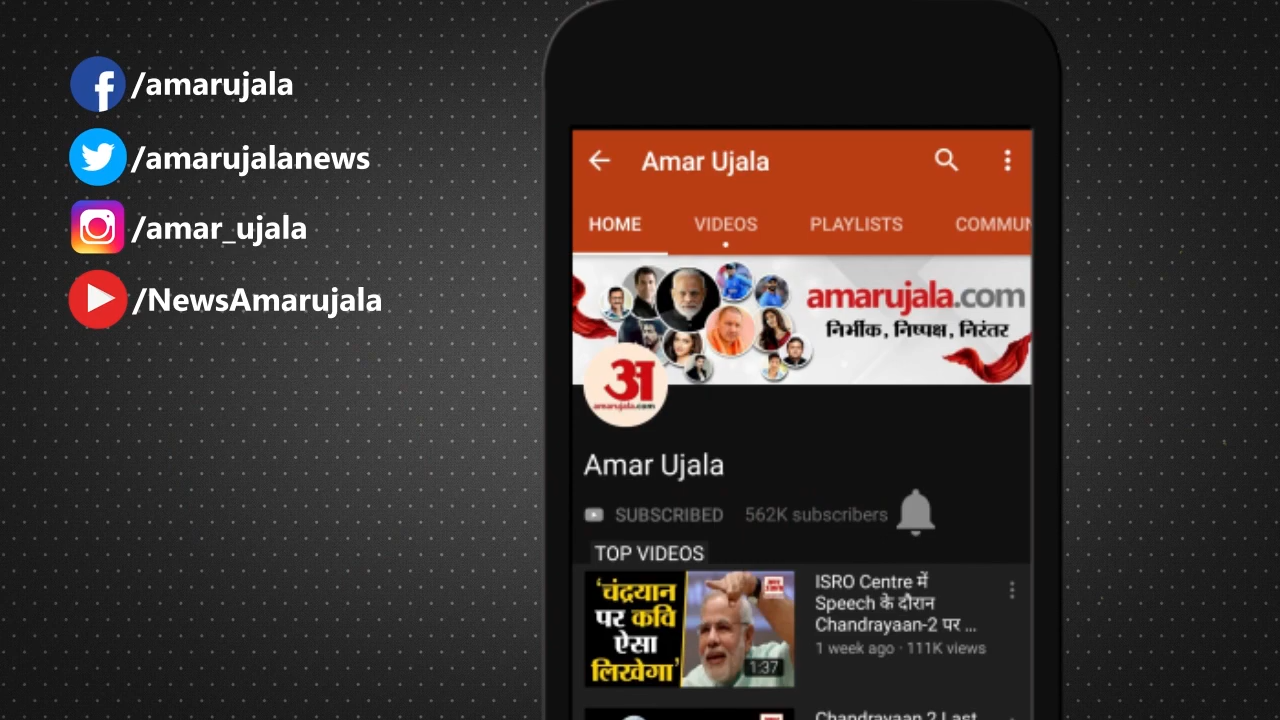 /amarujala
/amarujalanews
/amar_ujala
/NewsAmarujala
Amar Ujala
HOME VIDEOS PLAYLISTS COMMUN
amarujala.com
निर्भीक, निष्पक्ष, निरंतर
अ
amarujala.com
Amar Ujala
SUBSCRIBED 562K subscribers
TOP VIDEOS
'चंद्रयान
पर कवि
ऐसा
लिखेगा'
1:37
ISRO Centre में
Speech के दौरान
Chandrayaan-2 पर ...
1 week ago · 111K views
Chandrayaan 2 Last